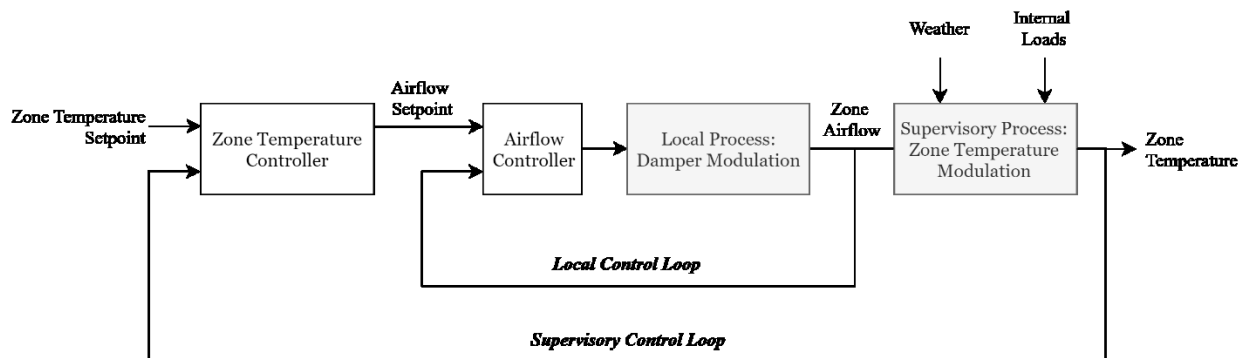 Weather
Internal
Loads
Zone Temperature
Setpoint
Zone Temperature
Controller
Airflow
Setpoint
Airflow
Controller
Local Process:
Damper Modulation
Zone
Airflow
Supervisory Process:
Zone Temperature
Modulation
Zone
Temperature
Local Control Loop
Supervisory Control Loop